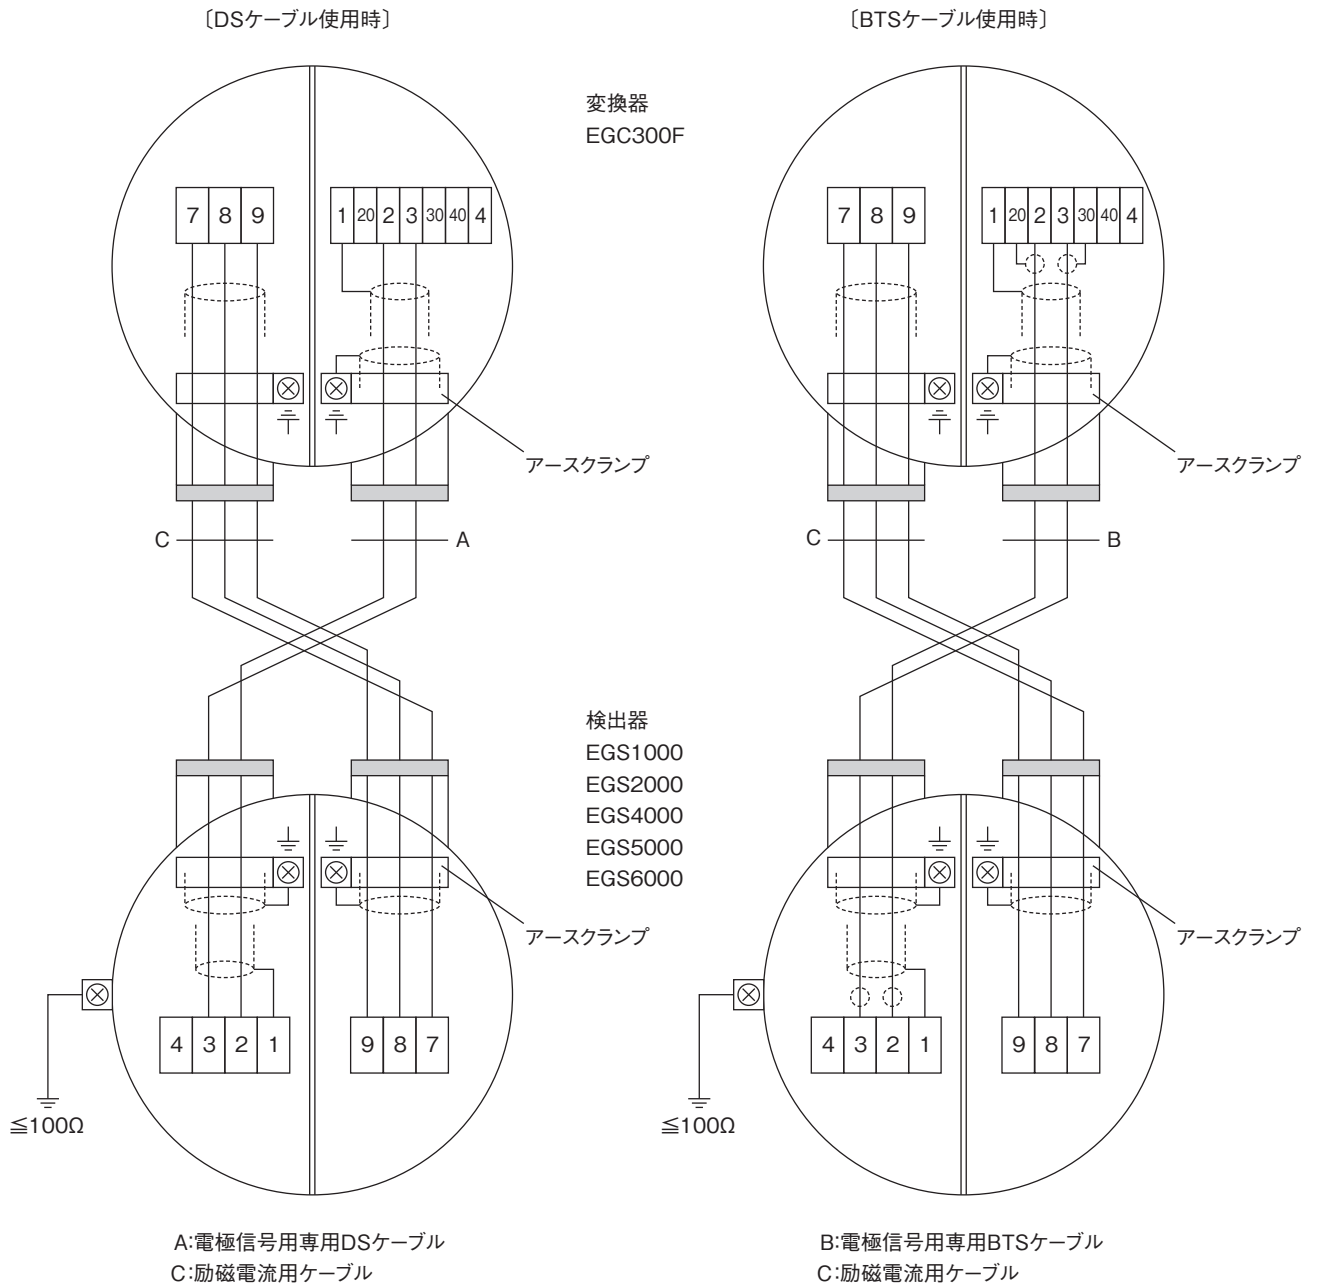 〔DSケーブル使用時〕
〔BTSケーブル使用時〕
変換器
EGC300F
7 8 9
1 20 2 3 30 40 4
7 8 9
1 20 2 3 30 40 4
アースクランプ
アースクランプ
C
A
C
B
検出器
EGS1000
EGS2000
EGS4000
EGS5000
EGS6000
アースクランプ
アースクランプ
4 3 2 1
9 8 7
4 3 2 1
9 8 7
≦100Ω
≦100Ω
A:電極信号用専用DSケーブル
C:励磁電流用ケーブル
B:電極信号用専用BTSケーブル
C:励磁電流用ケーブル